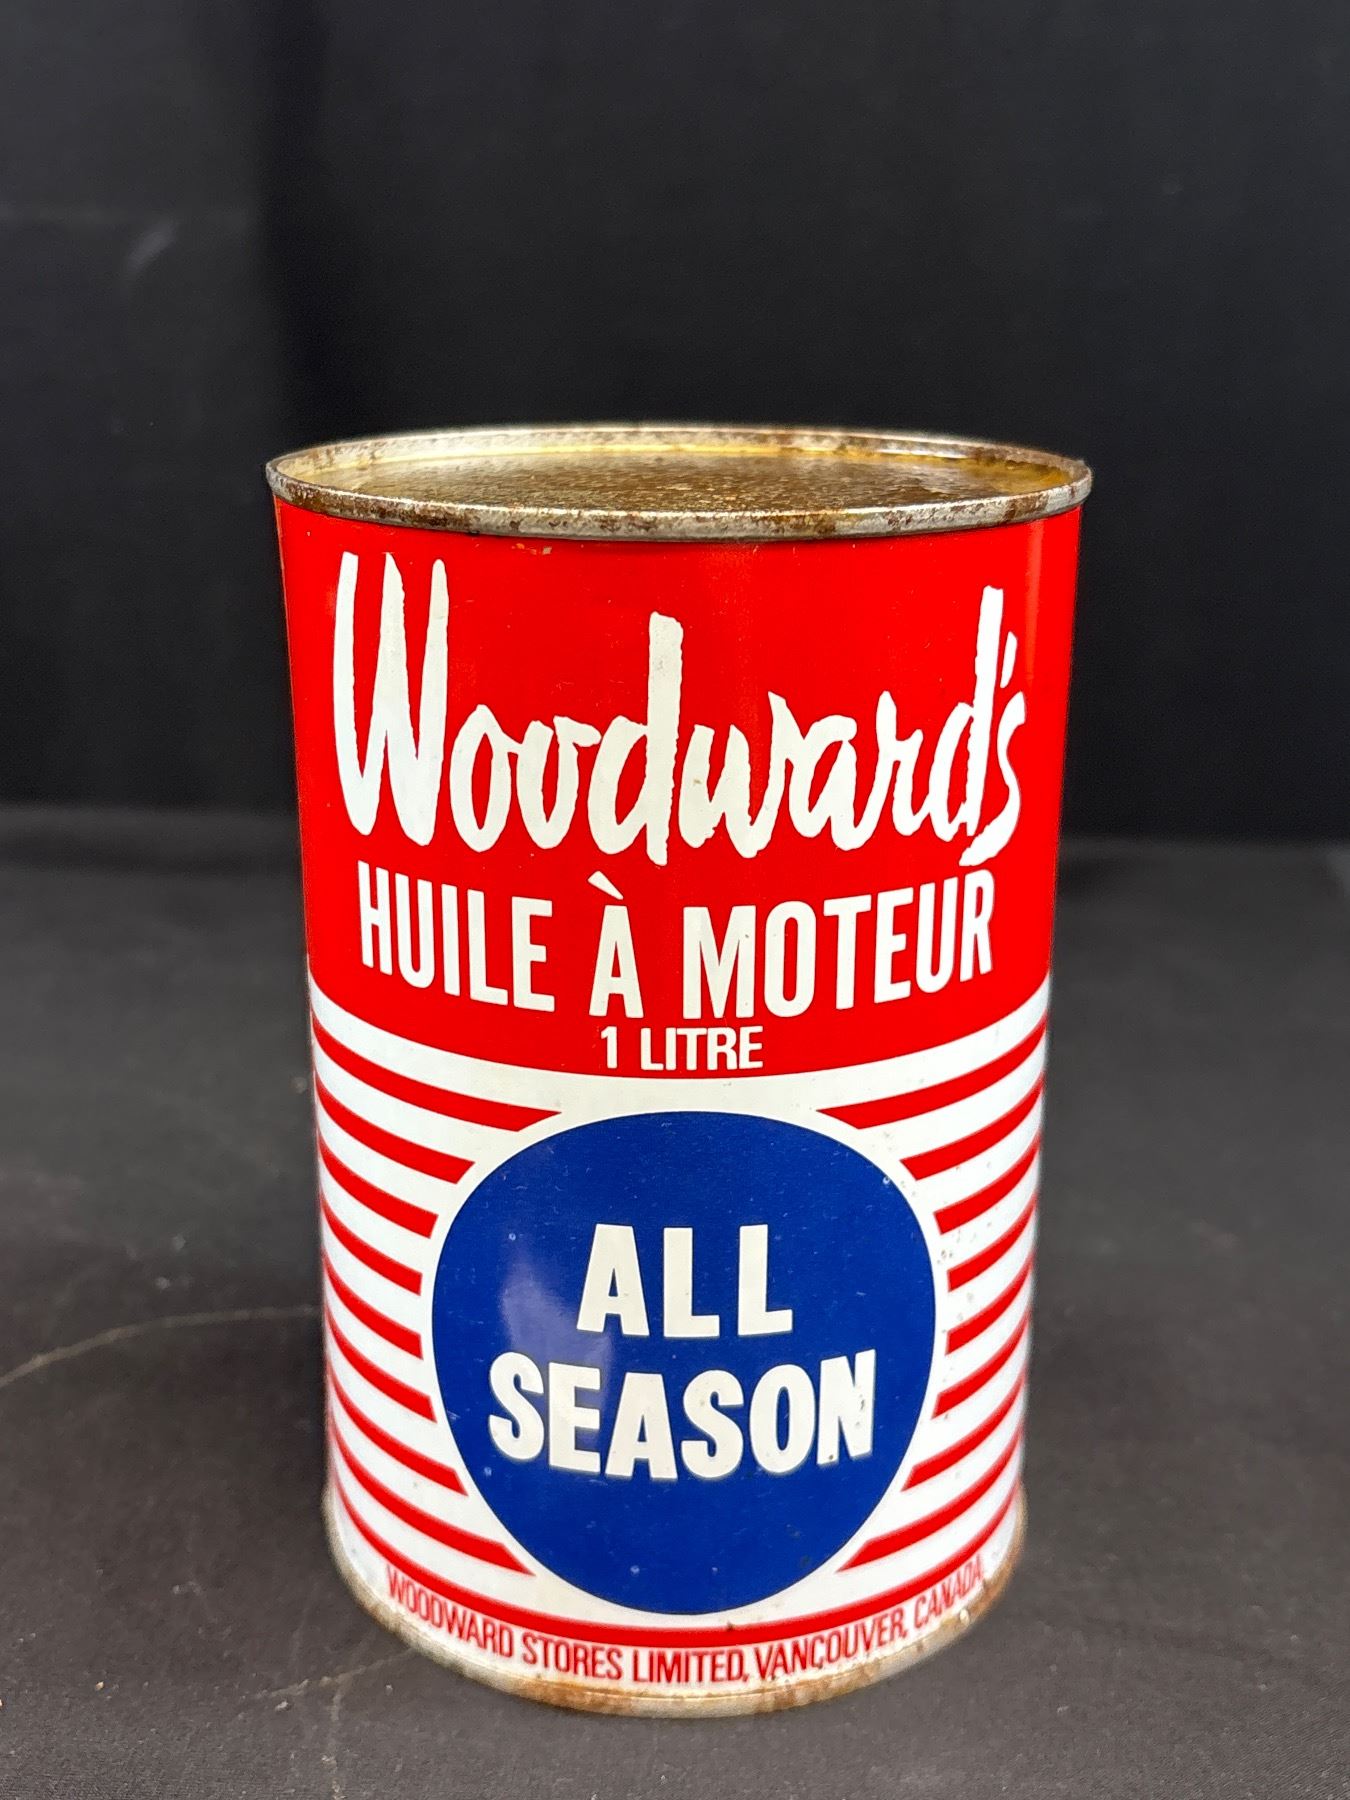 Woodward's
HUILE À MOTEUR
1 LITRE
ALL
SEASON
WOODWARD STORES LIMITED, VANCOUVER, CANADA